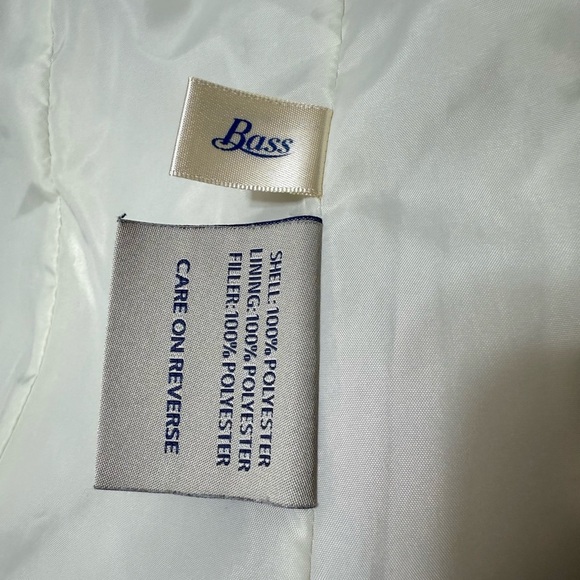 Bass
SHELL: 100% POLYESTER
LINING: 100% POLYESTER
FILLER: 100% POLYESTER
CARE ON REVERSE